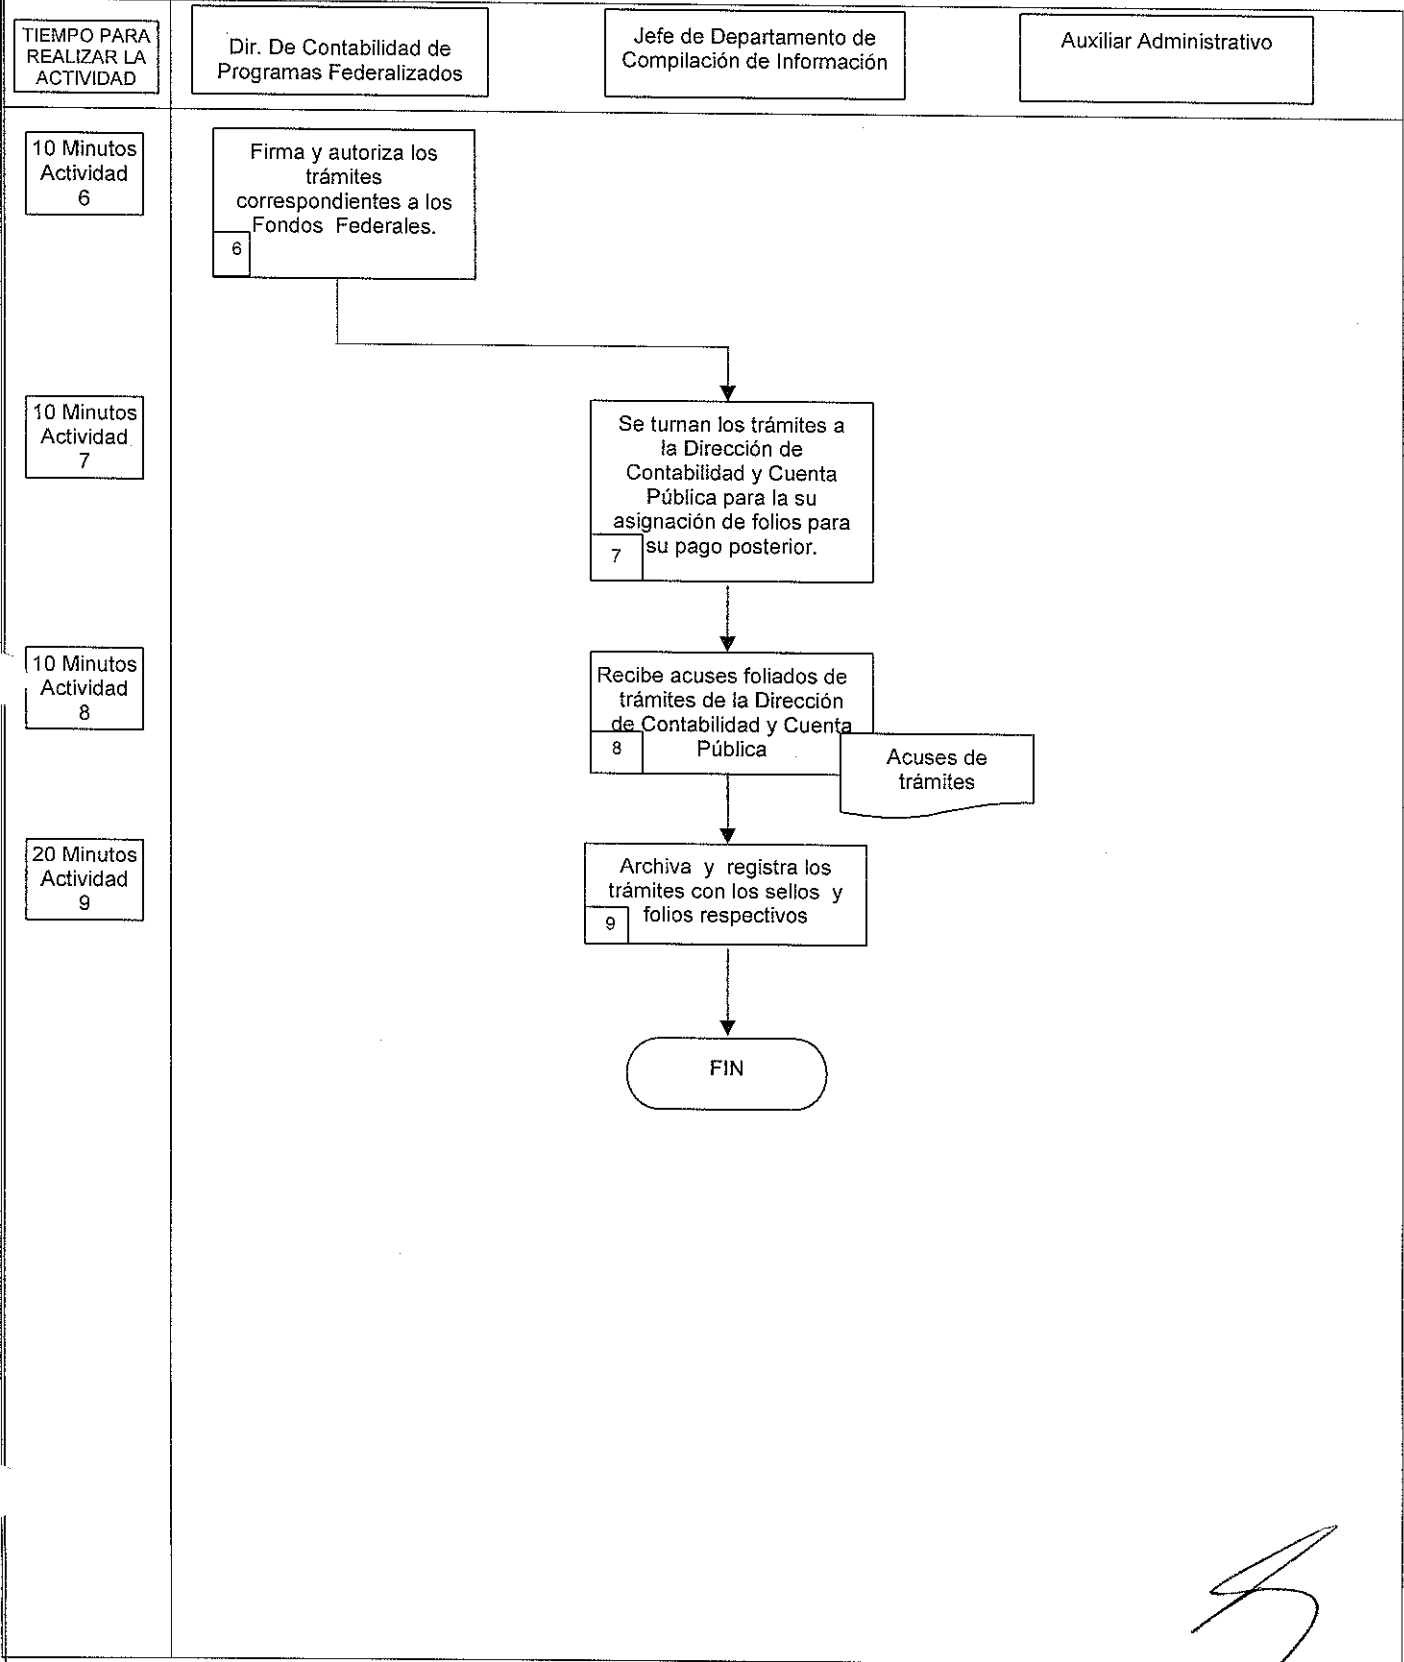 TIEMPO PARA
REALIZAR LA
ACTIVIDAD
Dir. De Contabilidad de
Programas Federalizados
Jefe de Departamento de
Compilación de Información
Auxiliar Administrativo
10 Minutos
Actividad
6
Firma y autoriza los
trámites
correspondientes a los
Fondos Federales.
6
10 Minutos
Actividad
7
Se turnan los trámites a
la Dirección de
Contabilidad y Cuenta
Pública para la su
asignación de folios para
su pago posterior.
7
10 Minutos
Actividad
8
Recibe acuses foliados de
trámites de la Dirección
de Contabilidad y Cuenta
Pública
8
Acuses de
trámites
20 Minutos
Actividad
9
Archiva y registra los
trámites con los sellos y
folios respectivos
9
FIN